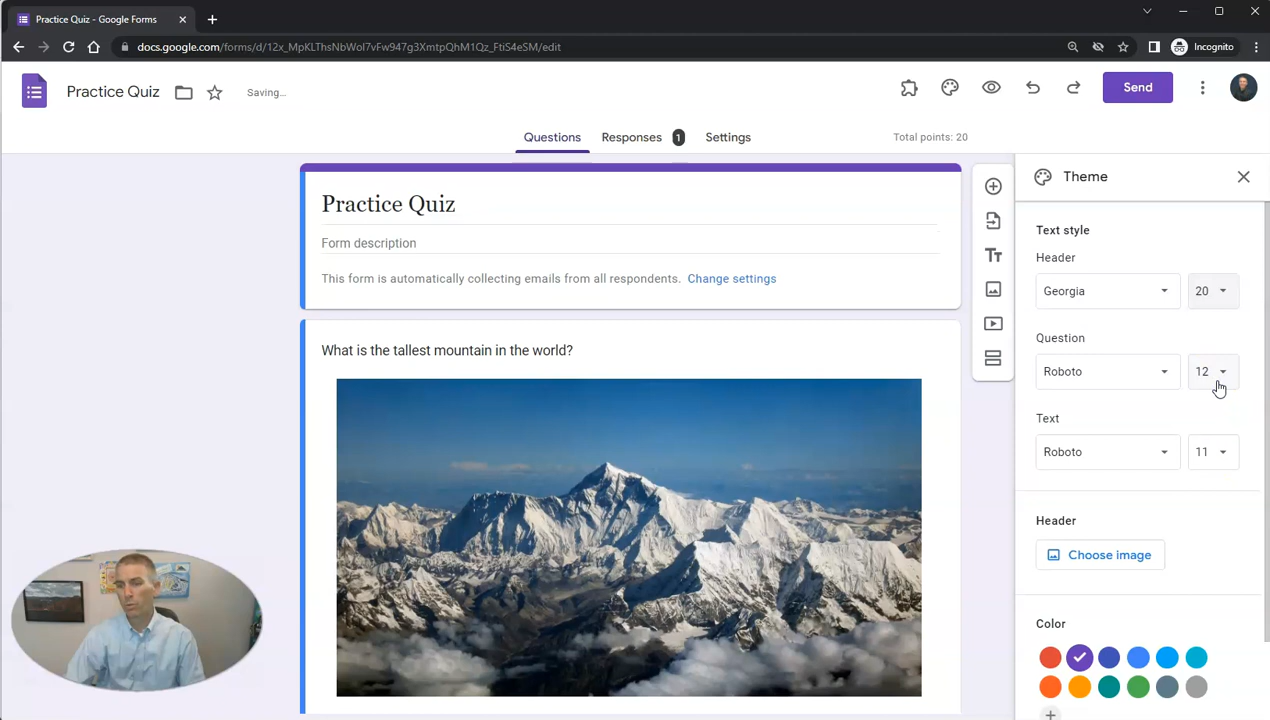 Practice Quiz - Google Forms
docs.google.com/forms/d/12x_MpKLThsNbWol7vFw947g3XmtpQhM1Qz_FtiS4eSM/edit
Incognito
Practice Quiz
Saving...
Send
Questions
Responses 1
Settings
Total points: 20
Theme
Practice Quiz
Form description
This form is automatically collecting emails from all respondents. Change settings
What is the tallest mountain in the world?
Tт
Text style
Header
Georgia 20
Question
Roboto 12
Text
Roboto 11
Header
Choose image
Color